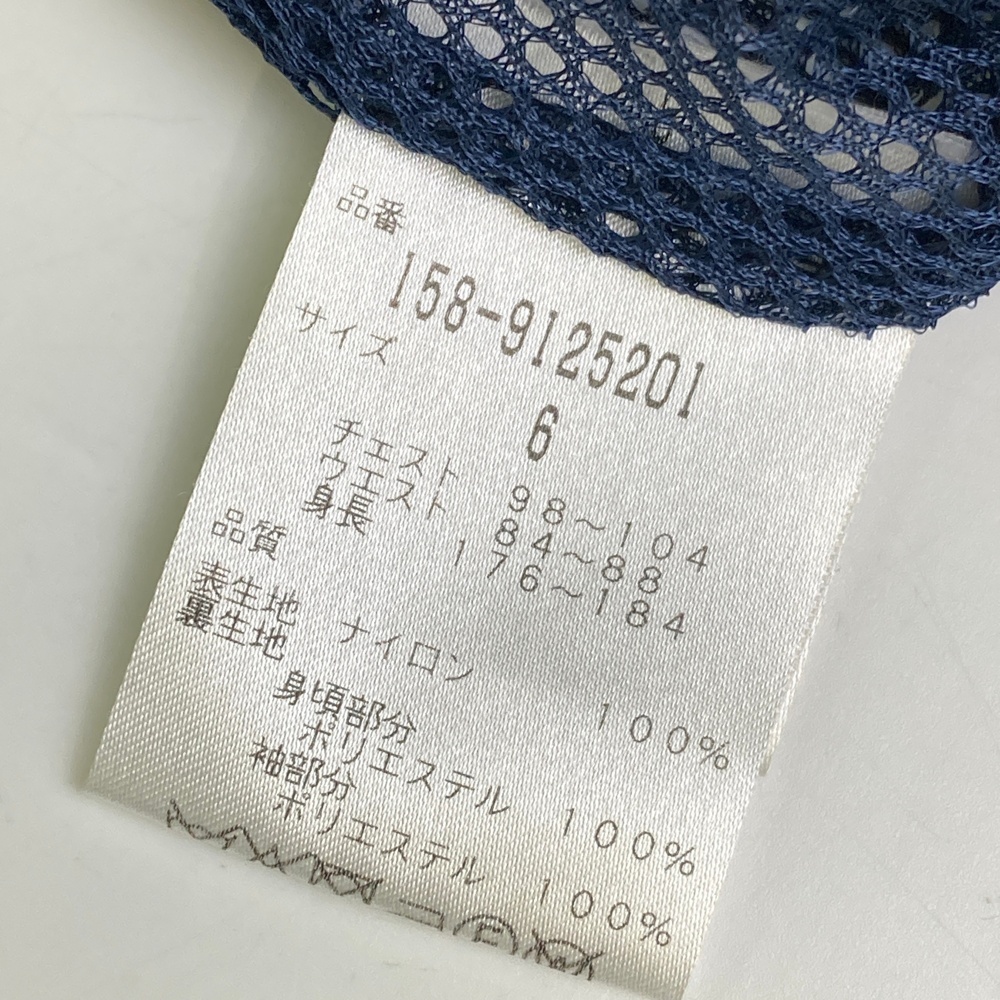 品番
158-9125201
サイズ
6
チェスト 98～104
ウエスト 84～88
身長 176～184
品質
表生地 ナイロン 100%
裏生地
身頃部分
ポリエステル 100%
袖部分
ポリエステル 100%